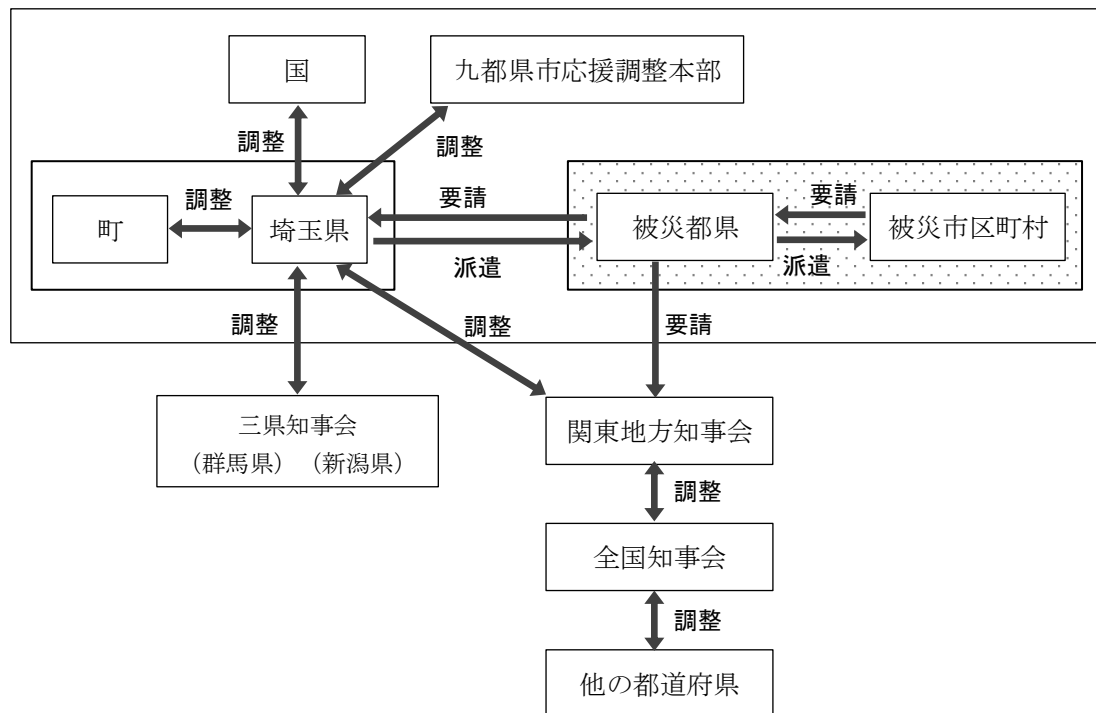 国
九都県市応援調整本部
調整
調整
町
調整
埼玉県
要請
派遣
被災都県
要請
派遣
被災市区町村
調整
調整
要請
三県知事会
（群馬県）（新潟県）
関東地方知事会
調整
全国知事会
調整
他の都道府県